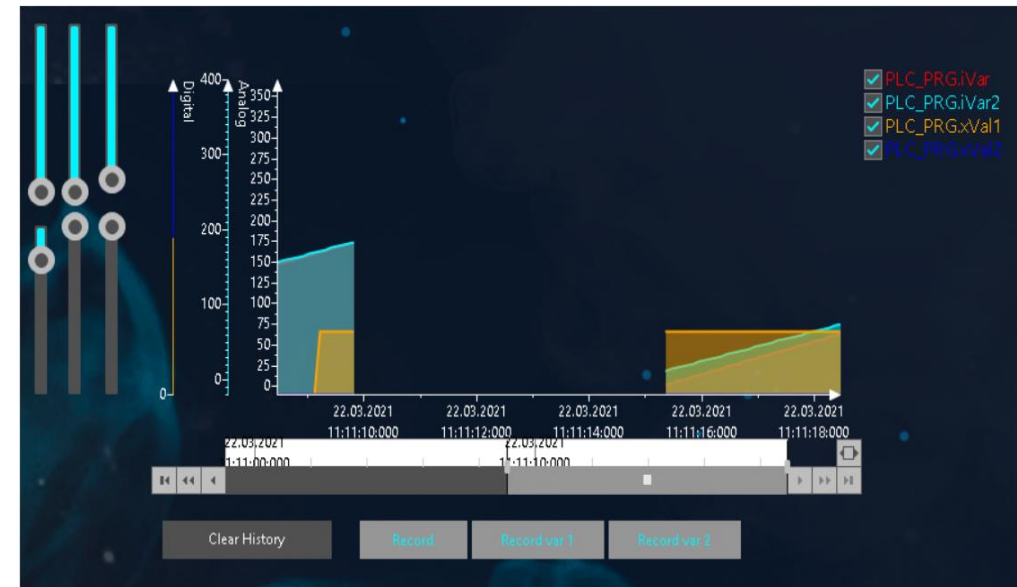 Digital
0
400
300
200
100
0
Analog
350
325
300
275
250
225
200
175
150
125
100
75
50
25
0
PLC_PRG.iVar
PLC_PRG.iVar2
PLC_PRG.xVal1
PLC_PRG.xVal2
22.03.2021 22.03.2021 22.03.2021 22.03.2021 22.03.2021
11:11:10:000 11:11:12:000 11:11:14:000 11:11:16:000 11:11:18:000
22.03.2021 22.03.2021
11:11:00:000 11:11:10:000
Clear History Record Record var 1 Record var 2